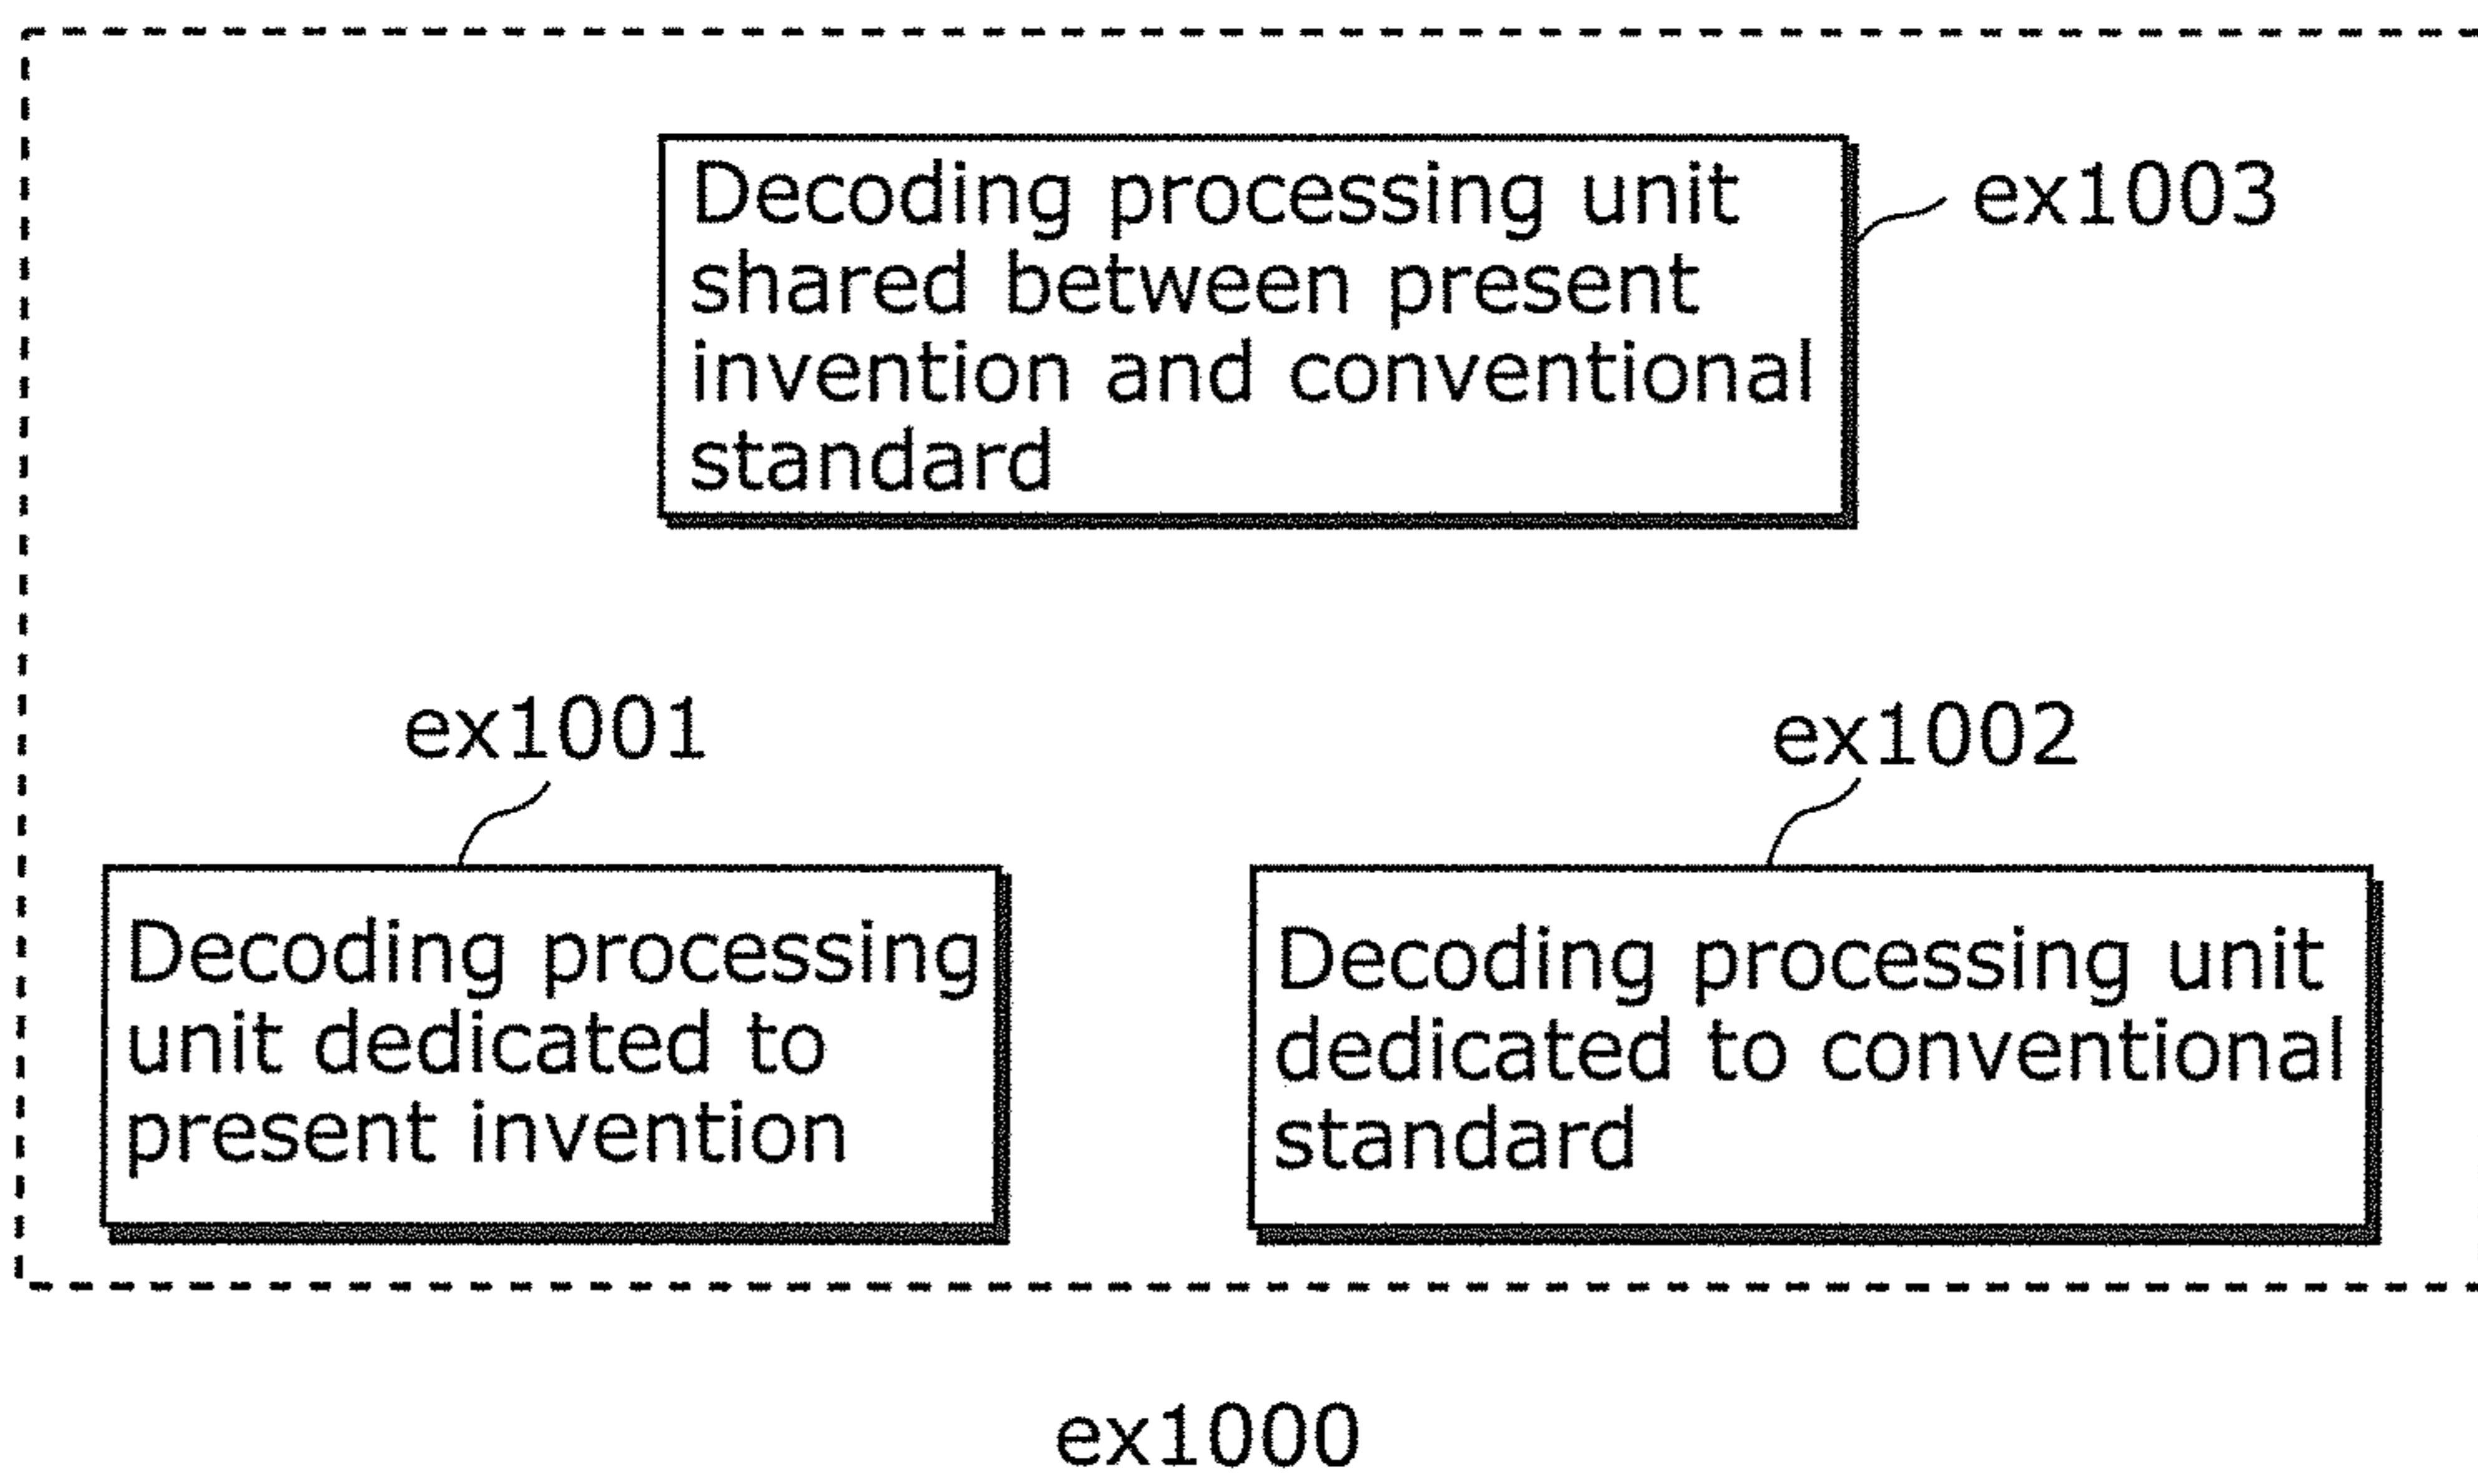 Decoding processing unit
shared between present
invention and conventional
standard
ex1003
ex1001
ex1002
Decoding processing
unit dedicated to
present invention
Decoding processing unit
dedicated to conventional
standard
ex1000